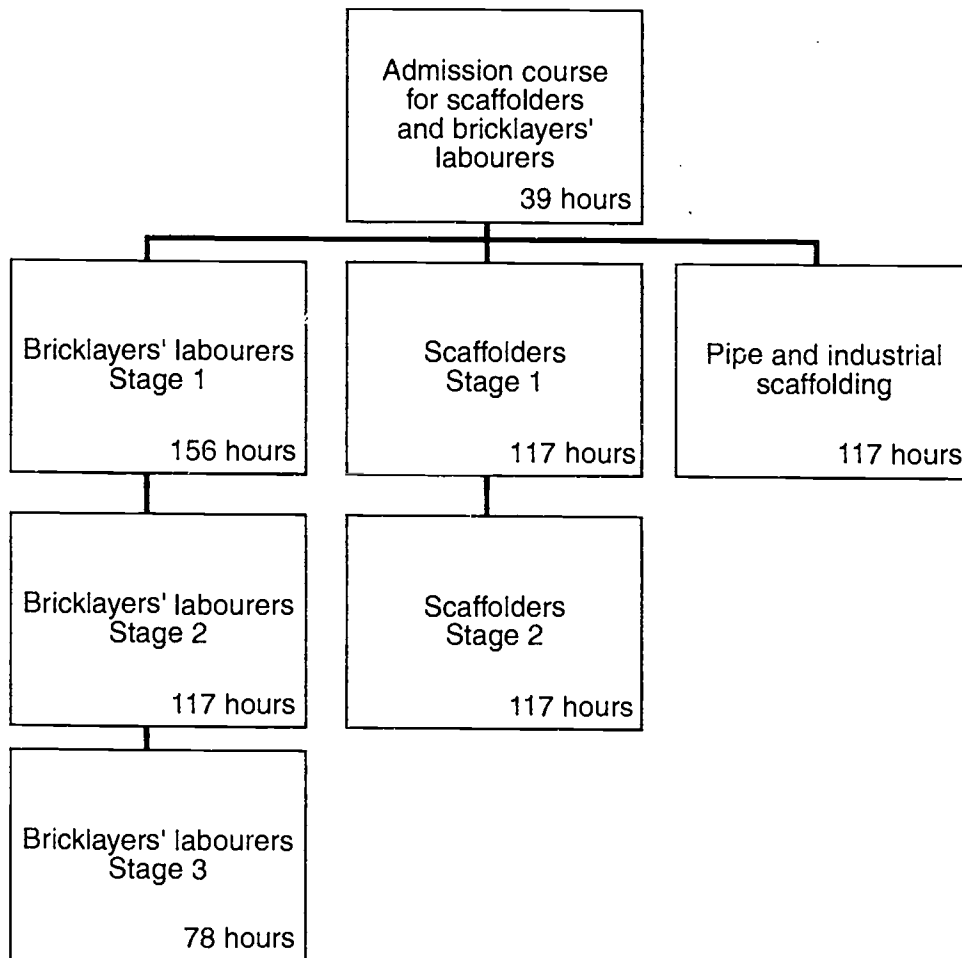 Admission course
for scaffolders
and bricklayers'
labourers
39 hours
Bricklayers' labourers
Stage 1
156 hours
Scaffolders
Stage 1
117 hours
Pipe and industrial
scaffolding
117 hours
Bricklayers' labourers
Stage 2
117 hours
Scaffolders
Stage 2
117 hours
Bricklayers' labourers
Stage 3
78 hours